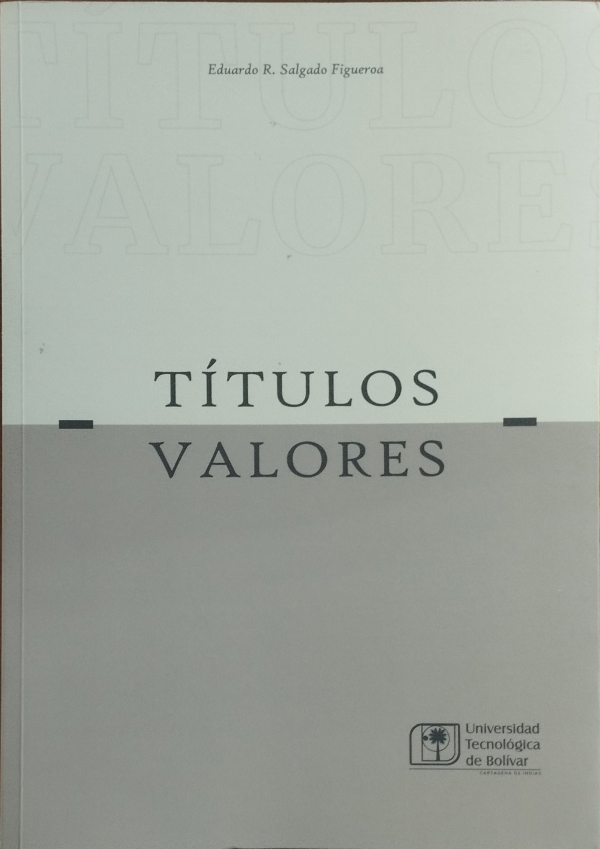 Eduardo R. Salgado Figueroa
TÍTULOS
VALORES
TÍTULOS
VALORES
Universidad
Tecnológica
de Bolívar
CARTAGENA DE INDIAS